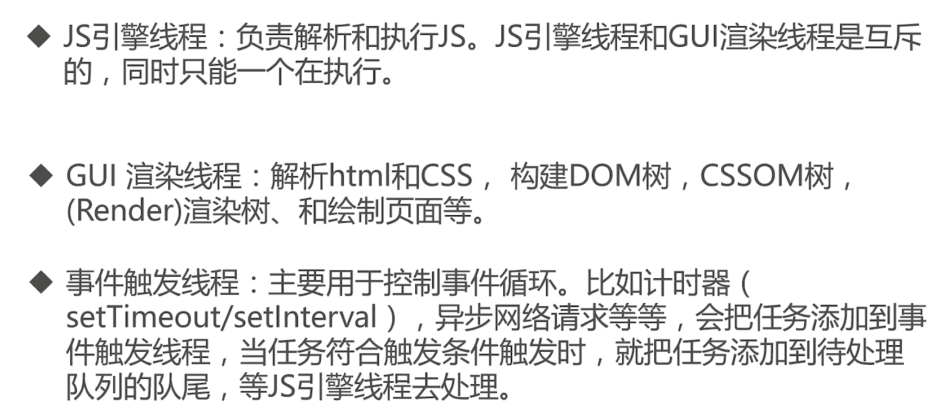 ◆ JS引擎线程：负责解析和执行JS。JS引擎线程和GUI渲染线程是互斥
的，同时只能一个在执行。
◆ GUI 渲染线程：解析html和CSS， 构建DOM树，CSSOM树，
(Render)渲染树、和绘制页面等。
◆ 事件触发线程：主要用于控制事件循环。比如计时器（
setTimeout/setInterval），异步网络请求等等，会把任务添加到事
件触发线程，当任务符合触发条件触发时，就把任务添加到待处理
队列的队尾，等JS引擎线程去处理。